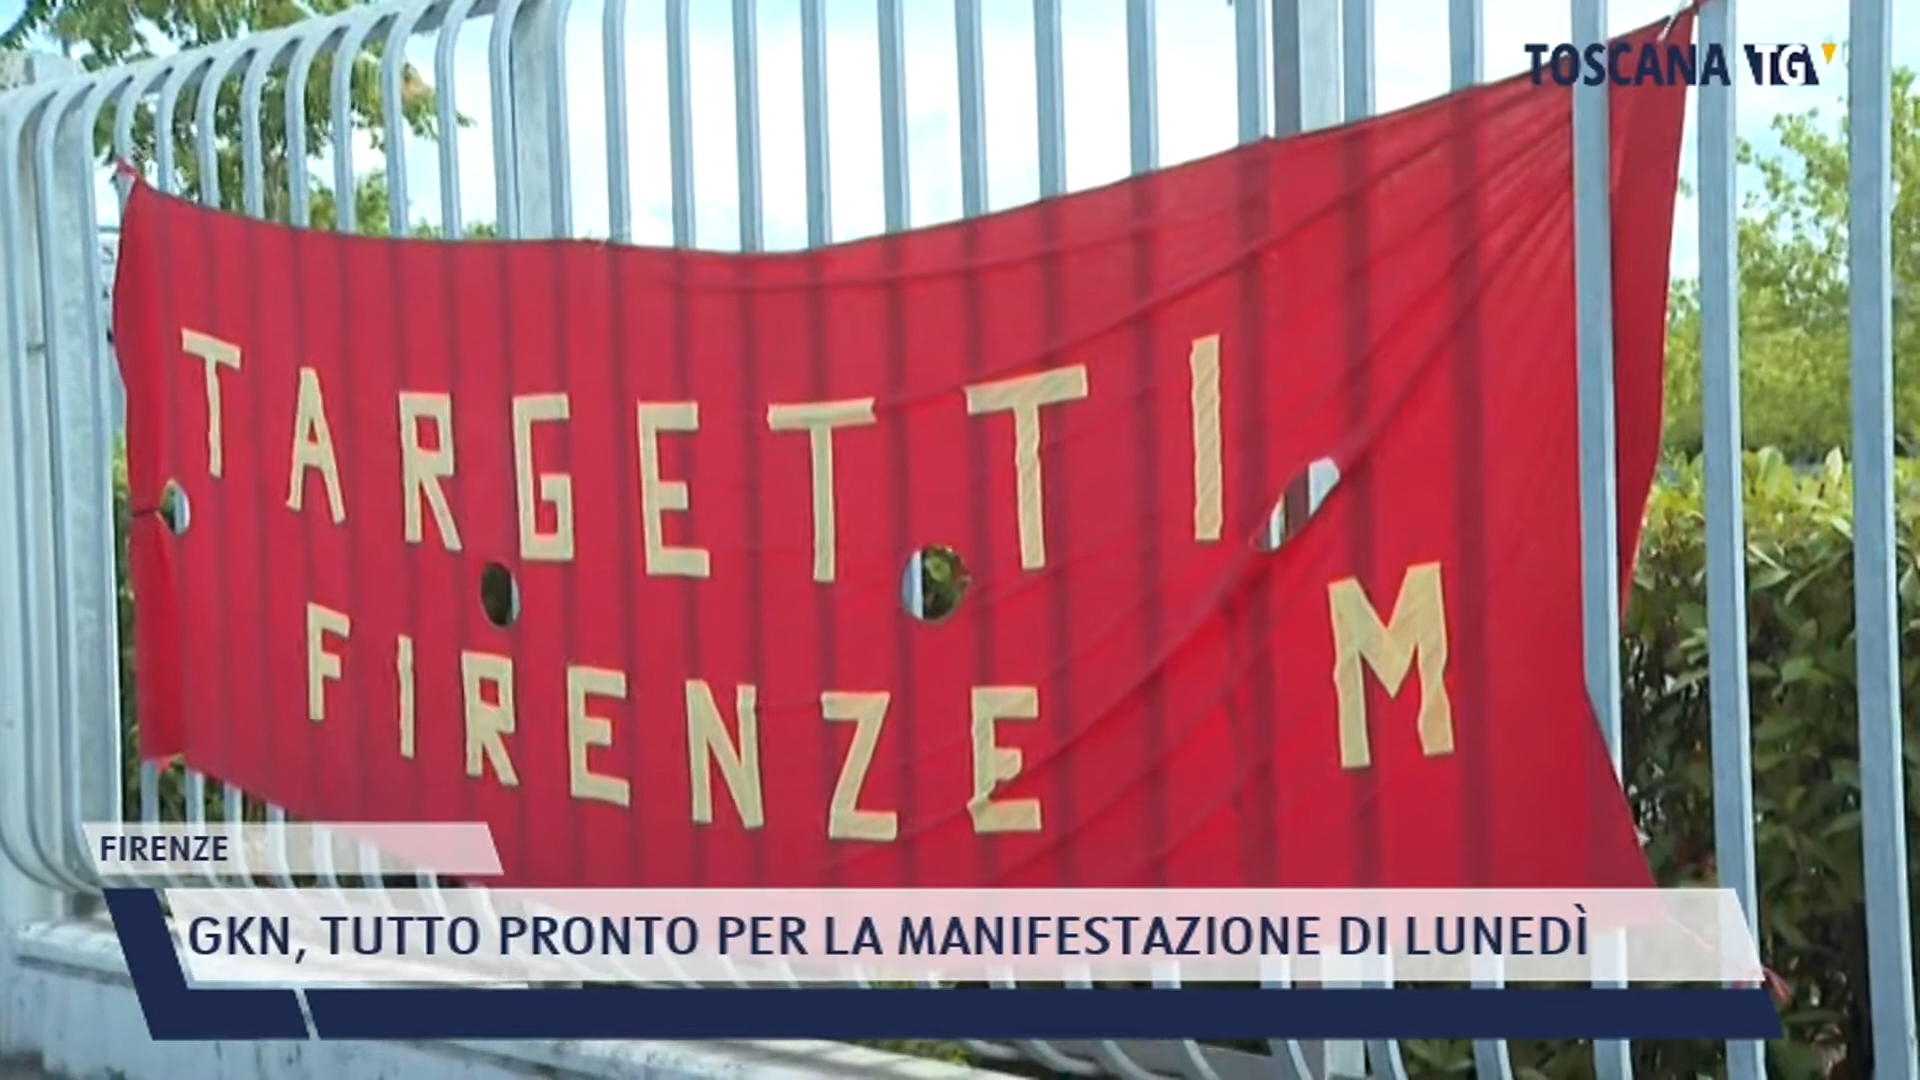 TOSCANA TG
TARGETTI
FIRENZE M
FIRENZE
GKN, TUTTO PRONTO PER LA MANIFESTAZIONE DI LUNEDÌ